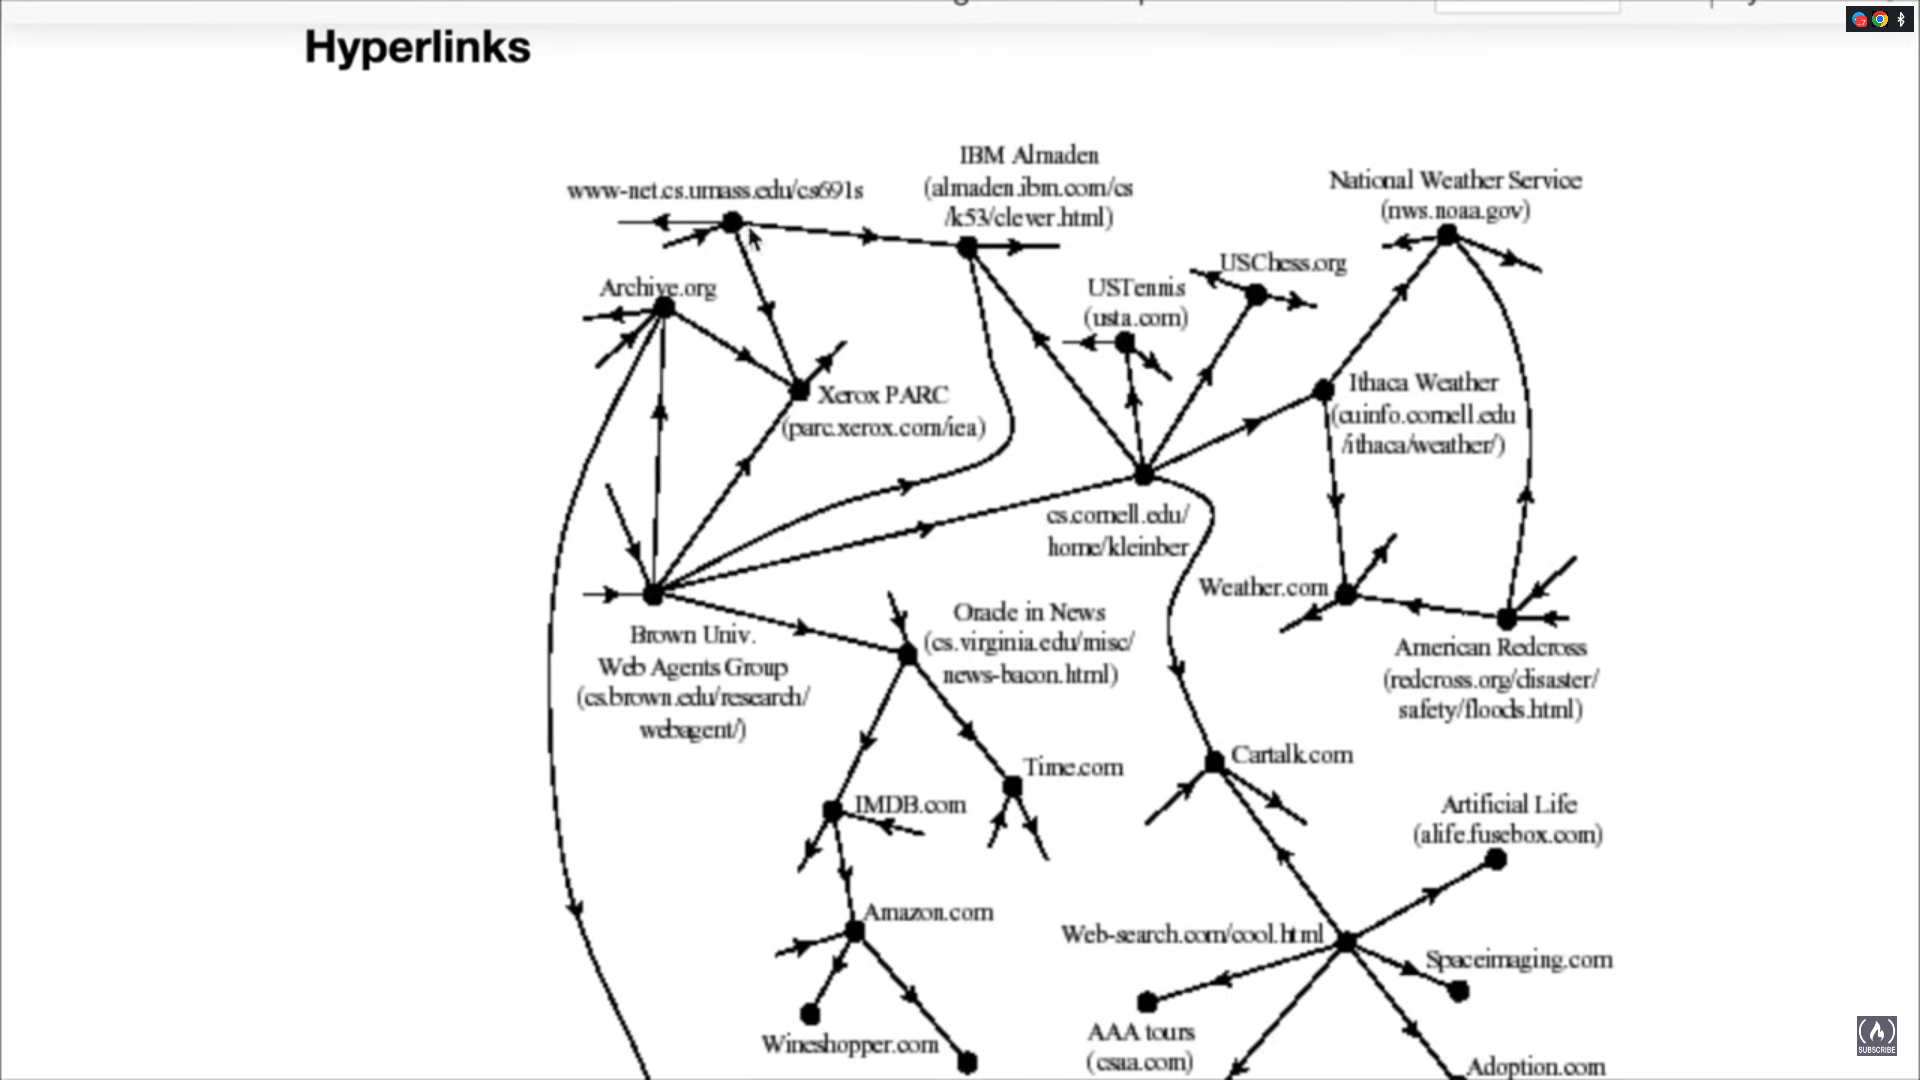 Hyperlinks
IBM Almaden
(almaden.ibm.com/cs
/k53/clever.html)
www-net.cs.umass.edu/cs691s
National Weather Service
(nws.noaa.gov)
Archive.org
USChess.org
USTennis
(usta.com)
Xerox PARC
(parc.xerox.com/iea)
Ithaca Weather
(cuinfo.cornell.edu
/ithaca/weather/)
cs.cornell.edu/
home/kleinber
Weather.com
Brown Univ.
Web Agents Group
(cs.brown.edu/research/
webagent/)
Oracle in News
(cs.virginia.edu/misc/
news-bacon.html)
American Redcross
(redcross.org/disaster/
safety/floods.html)
Time.com
Cartalk.com
IMDB.com
Artificial Life
(alife.fusebox.com)
Amazon.com
Web-search.com/cool.html
Spaceimaging.com
Wineshopper.com
AAA tours
(csaa.com)
Adoption.com
SUBSCRIBE